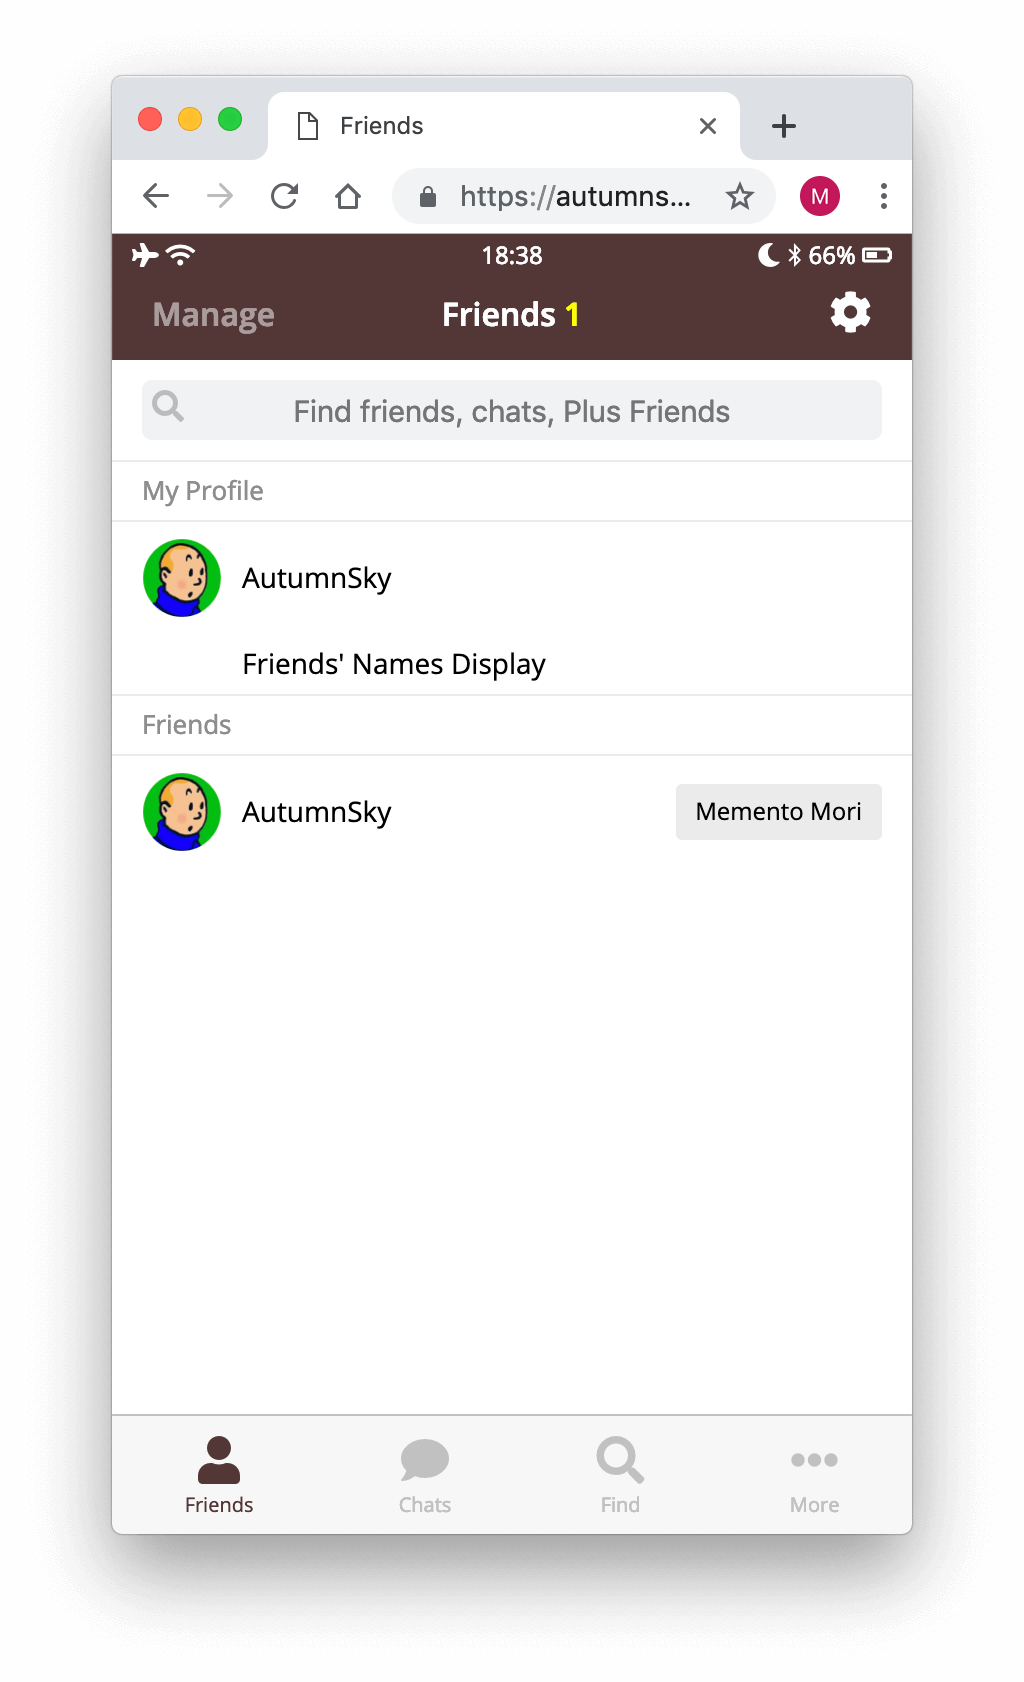 Friends
https://autumns...
M
18:38
66%
Manage
Friends 1
Find friends, chats, Plus Friends
My Profile
AutumnSky
Friends' Names Display
Friends
AutumnSky
Memento Mori
Friends
Chats
Find
More